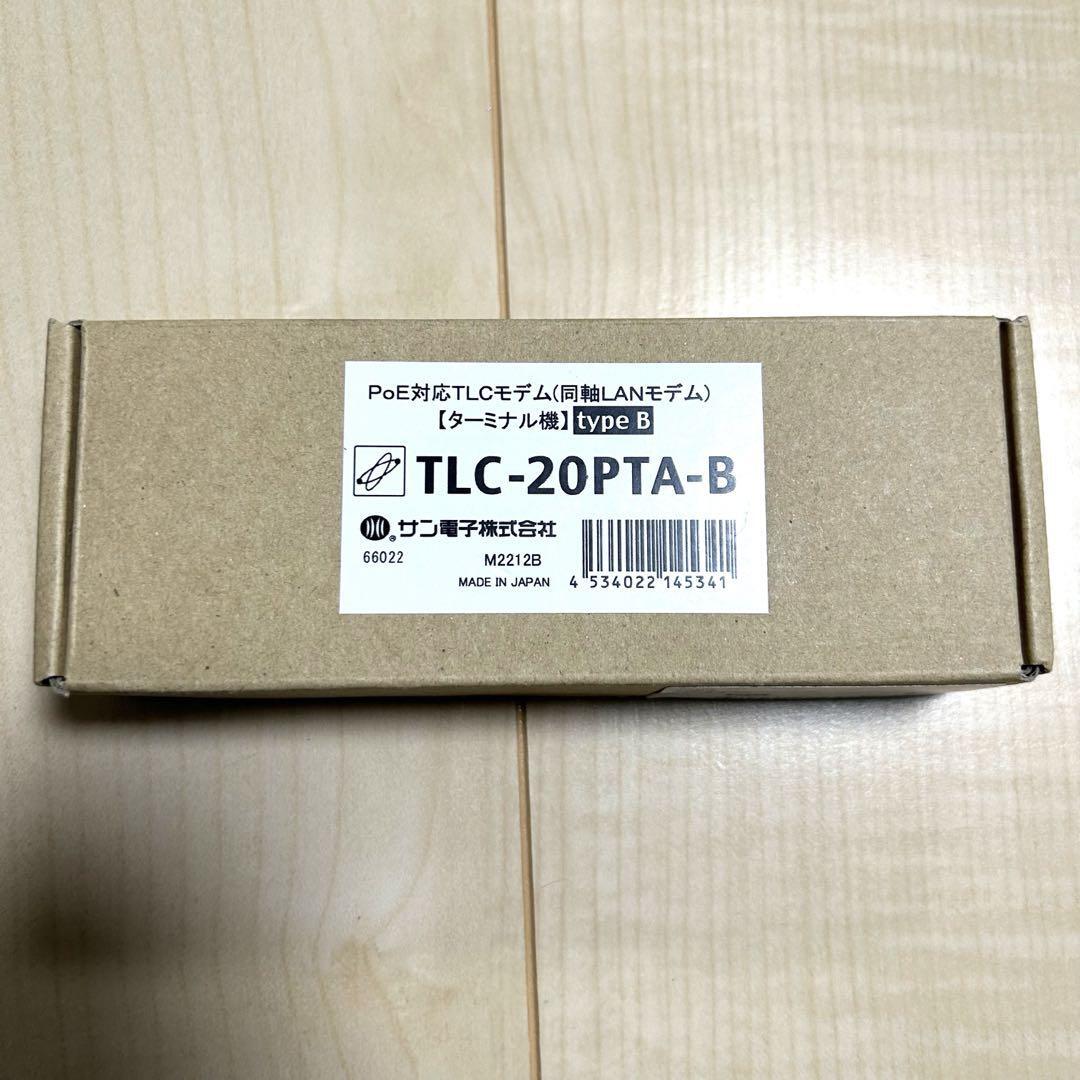 PoE対応TLCモデム(同軸LANモデム)
【ターミナル機】type B
TLC-20PTA-B
サン電子株式会社
66022 M2212B
MADE IN JAPAN 4 534022 145341